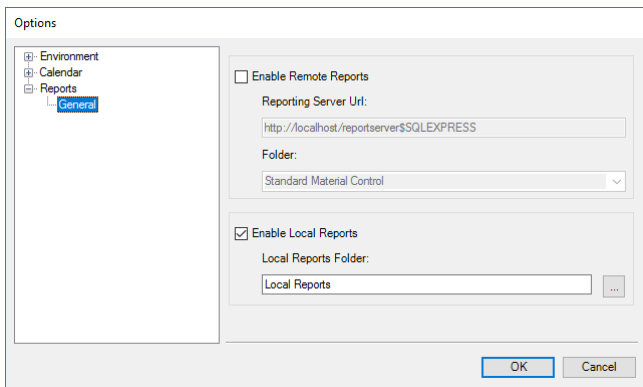 Options
Environment
Calendar
Reports
General
Enable Remote Reports
Reporting Server Url:
http://localhost/reportserver$SQLEXPRESS
Folder:
Standard Material Control
Enable Local Reports
Local Reports Folder:
Local Reports
...
OK Cancel